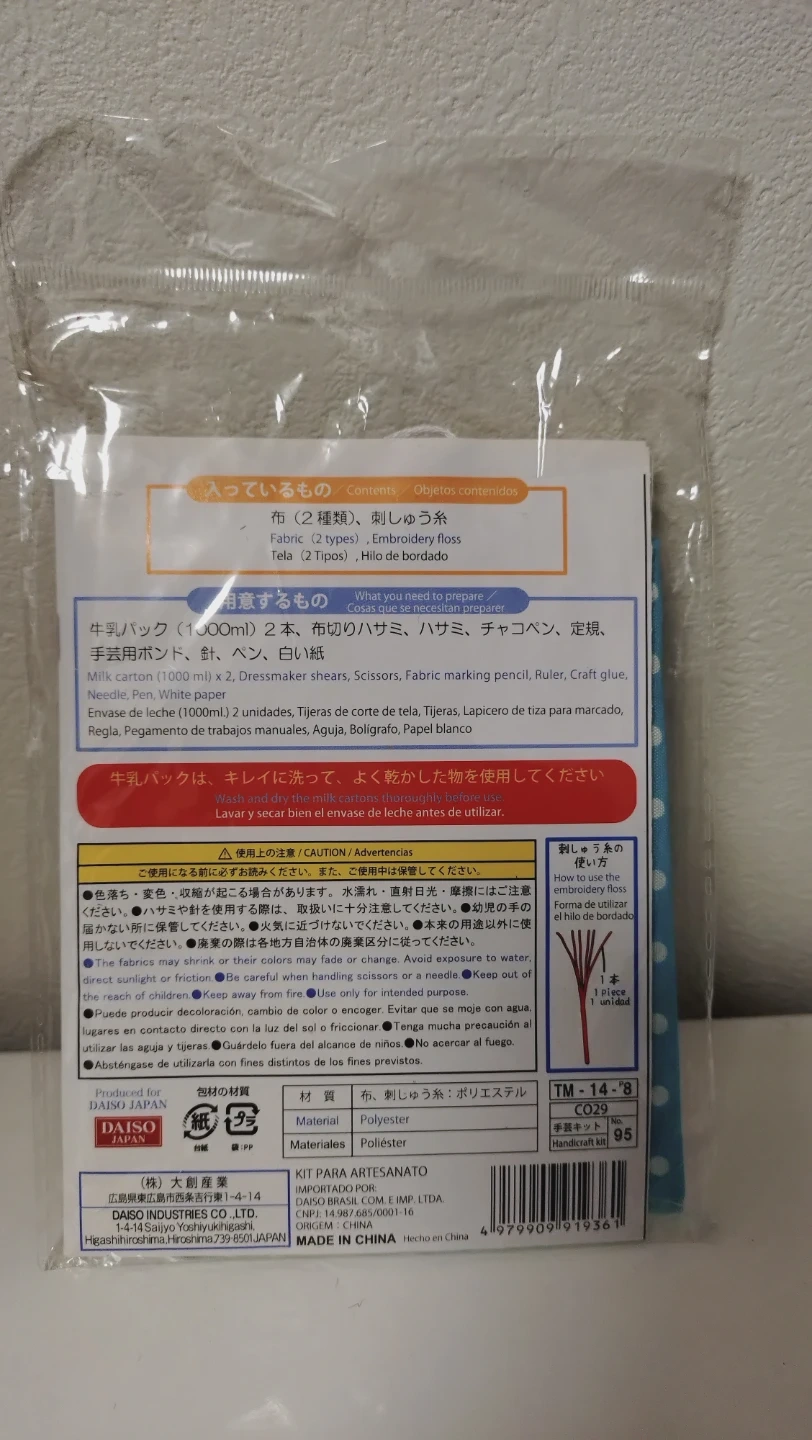 入っているもの／Contents／Objetos contenidos
布（2種類）、刺しゅう糸
Fabric（2 types）, Embroidery floss
Tela（2 Tipos）, Hilo de bordado
用意するもの What you need to prepare／
Cosas que se necesitan preparer
牛乳パック（1000ml）2本、布切りハサミ、ハサミ、チャコペン、定規、
手芸用ボンド、針、ペン、白い紙
Milk carton (1000 ml) x 2, Dressmaker shears, Scissors, Fabric marking pencil, Ruler, Craft glue,
Needle, Pen, White paper
Envase de leche (1000ml.) 2 unidades, Tijeras de corte de tela, Tijeras, Lapicero de tiza para marcado,
Regla, Pegamento de trabajos manuales, Aguja, Bolígrafo, Papel blanco
牛乳パックは、キレイに洗って、よく乾かした物を使用してください
Wash and dry the milk cartons thoroughly before use.
Lavar y secar bien el envase de leche antes de utilizar.
⚠ 使用上の注意 / CAUTION / Advertencias
ご使用になる前に必ずお読みください。また、ご使用中は保管してください。
●色落ち・変色・収縮が起こる場合があります。水濡れ・直射日光・摩擦にはご注意
ください。●ハサミや針を使用する際は、取扱いに十分注意してください。●幼児の手の
届かない所に保管してください。●火気に近づけないでください。●本来の用途以外に使
用しないでください。●廃棄の際は各地方自治体の廃棄区分に従ってください。
●The fabrics may shrink or their colors may fade or change. Avoid exposure to water,
direct sunlight or friction.●Be careful when handling scissors or a needle.●Keep out of
the reach of children.●Keep away from fire.●Use only for intended purpose.
●Puede producir decoloración, cambio de color o encoger. Evitar que se moje con agua,
lugares en contacto directo con la luz del sol o friccionar.●Tenga mucha precaución al
utilizar las aguja y tijeras.●Guárdelo fuera del alcance de niños.●No acercar al fuego.
●Absténgase de utilizarla con fines distintos de los fines previstos.
刺しゅう糸の
使い方
How to use the
embroidery floss
Forma de utilizar
el hilo de bordado
1本
1 piece
1 unidad
Produced for
DAISO JAPAN
DAISO
JAPAN
包材の材質
紙 プラ
台紙 袋:PP
材 質 布、刺しゅう糸：ポリエステル
Material Polyester
Materiales Poliéster
TM - 14 - "8
CO29
手芸キット No.
Handicraft kit 95
（株）大創産業
広島県東広島市西条吉行東1-4-14
DAISO INDUSTRIES CO.,LTD.
1-4-14 Saijyo Yoshiyukihigashi,
Higashihiroshima,Hiroshima739-8501JAPAN
KIT PARA ARTESANATO
IMPORTADO POR:
DAISO BRASIL COM. E IMP. LTDA.
CNPJ: 14.987.685/0001-16
ORIGEM : CHINA
MADE IN CHINA Hecho en China
4 979909 919361